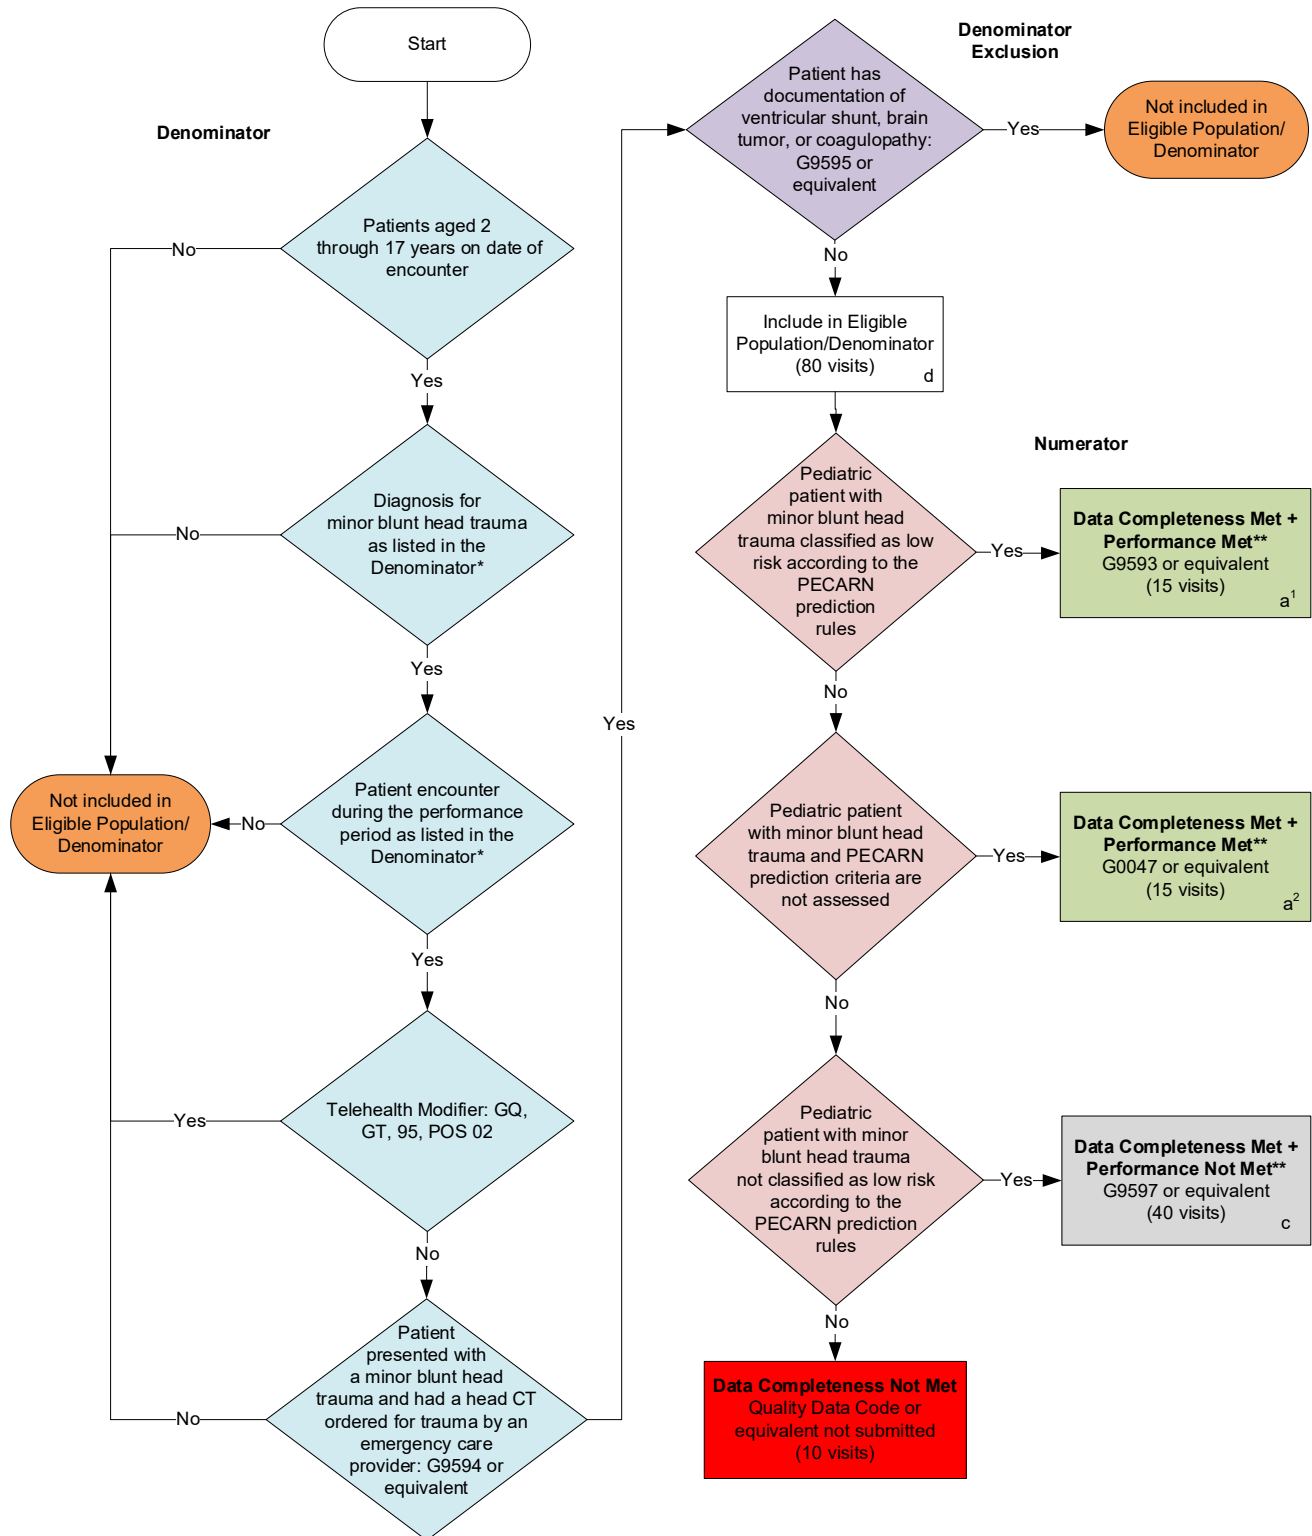 Start
Denominator
Patients aged 2
through 17 years on date of
encounter
No
Yes
Diagnosis for
minor blunt head trauma
as listed in the
Denominator*
No
Yes
Patient encounter
during the performance
period as listed in the
Denominator*
No
Not included in
Eligible Population/
Denominator
Yes
Telehealth Modifier: GQ,
GT, 95, POS 02
Yes
No
Patient
presented with
a minor blunt head
trauma and had a head CT
ordered for trauma by an
emergency care
provider: G9594 or
equivalent
No
Yes
Denominator
Exclusion
Patient has
documentation of
ventricular shunt, brain
tumor, or coagulopathy:
G9595 or
equivalent
Yes
Not included in
Eligible Population/
Denominator
No
Include in Eligible
Population/Denominator
(80 visits)
d
Numerator
Pediatric
patient with
minor blunt head
trauma classified as low
risk according to the
PECARN
prediction
rules
Yes
Data Completeness Met +
Performance Met**
G9593 or equivalent
(15 visits)
a¹
No
Pediatric patient
with minor blunt head
trauma and PECARN
prediction criteria are
not assessed
Yes
Data Completeness Met +
Performance Met**
G0047 or equivalent
(15 visits)
a²
No
Pediatric
patient with minor
blunt head trauma
not classified as low risk
according to the
PECARN prediction
rules
Yes
Data Completeness Met +
Performance Not Met**
G9597 or equivalent
(40 visits)
c
No
Data Completeness Not Met
Quality Data Code or
equivalent not submitted
(10 visits)